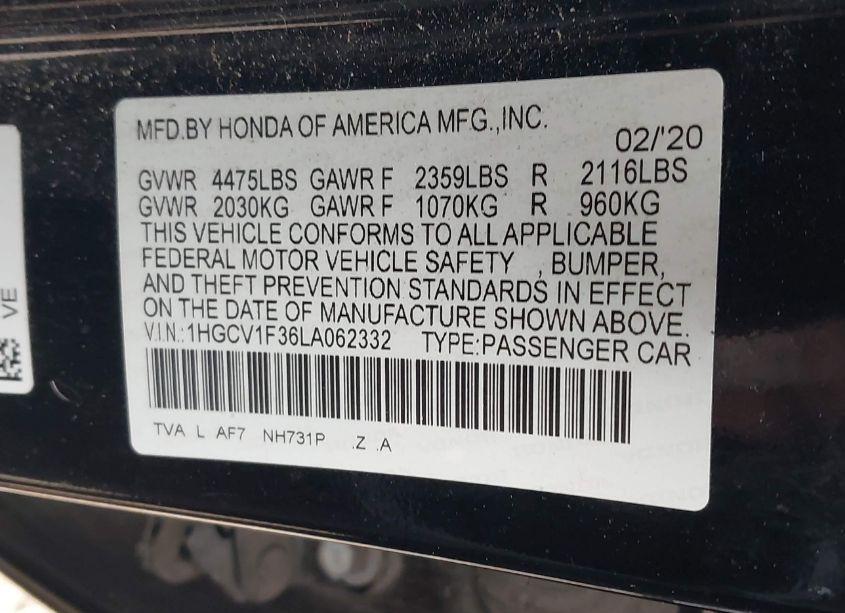 MFD.BY HONDA OF AMERICA MFG.,INC.
02/'20
GVWR 4475LBS GAWR F 2359LBS R 2116LBS
GVWR 2030KG GAWR F 1070KG R 960KG
THIS VEHICLE CONFORMS TO ALL APPLICABLE
FEDERAL MOTOR VEHICLE SAFETY , BUMPER,
AND THEFT PREVENTION STANDARDS IN EFFECT
ON THE DATE OF MANUFACTURE SHOWN ABOVE.
V.I.N.:1HGCV1F36LA062332 TYPE:PASSENGER CAR
TVA L AF7 NH731P .Z .A
VE